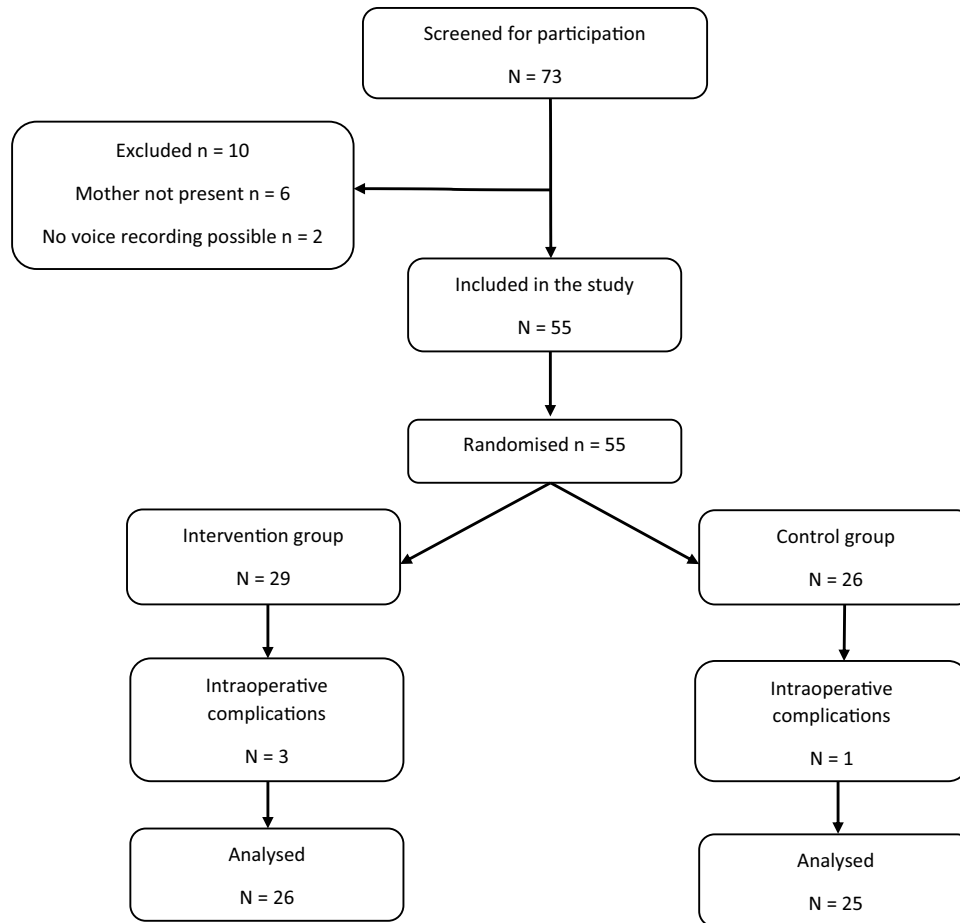 Screened for participation
N = 73
Excluded n = 10
Mother not present n = 6
No voice recording possible n = 2
Included in the study
N = 55
Randomised n = 55
Intervention group
N = 29
Control group
N = 26
Intraoperative
complications
N = 3
Intraoperative
complications
N = 1
Analysed
N = 26
Analysed
N = 25